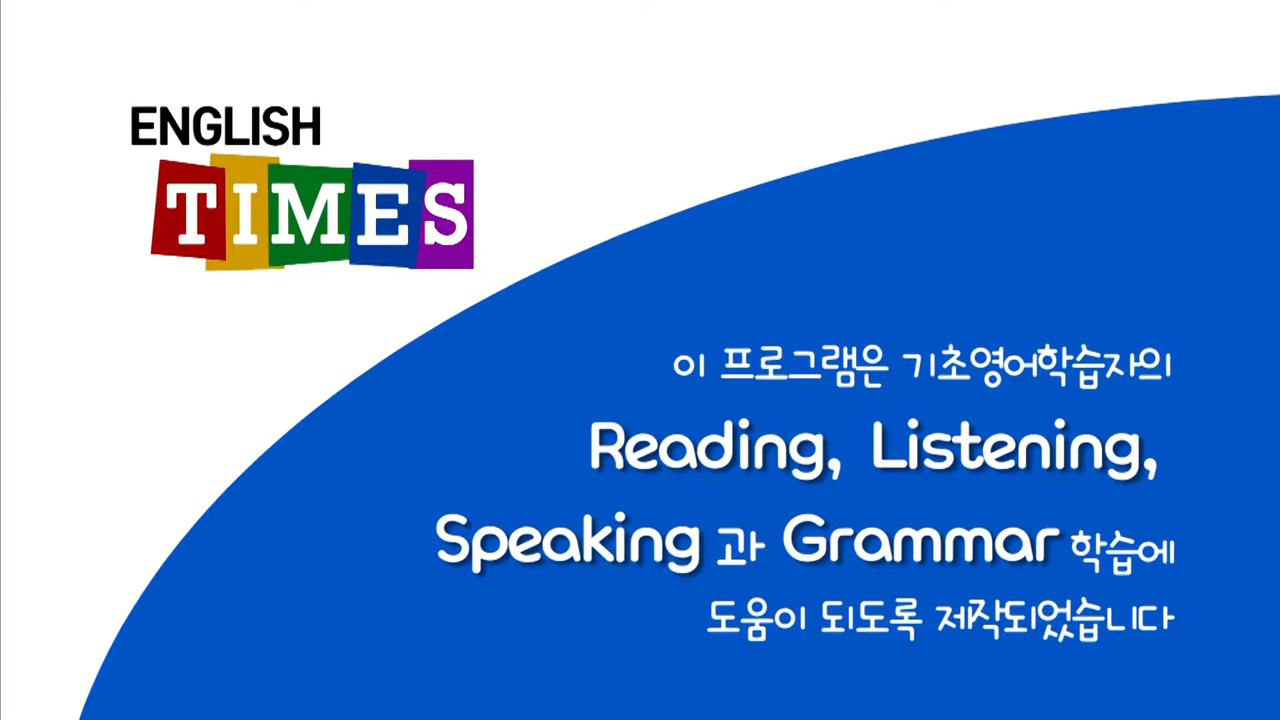 ENGLISH
TIMES
이 프로그램은 기초영어학습자의
Reading, Listening,
Speaking 과 Grammar 학습에
도움이 되도록 제작되었습니다